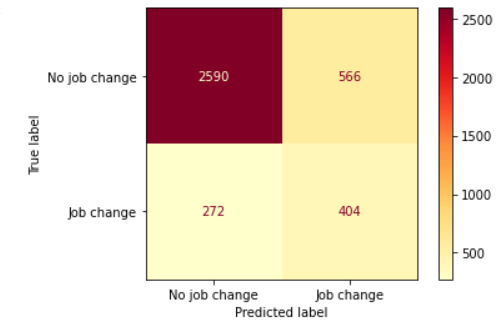 No job change
2590
566
True label
Job change
272
404
No job change
Job change
Predicted label
2500
2000
1500
1000
500